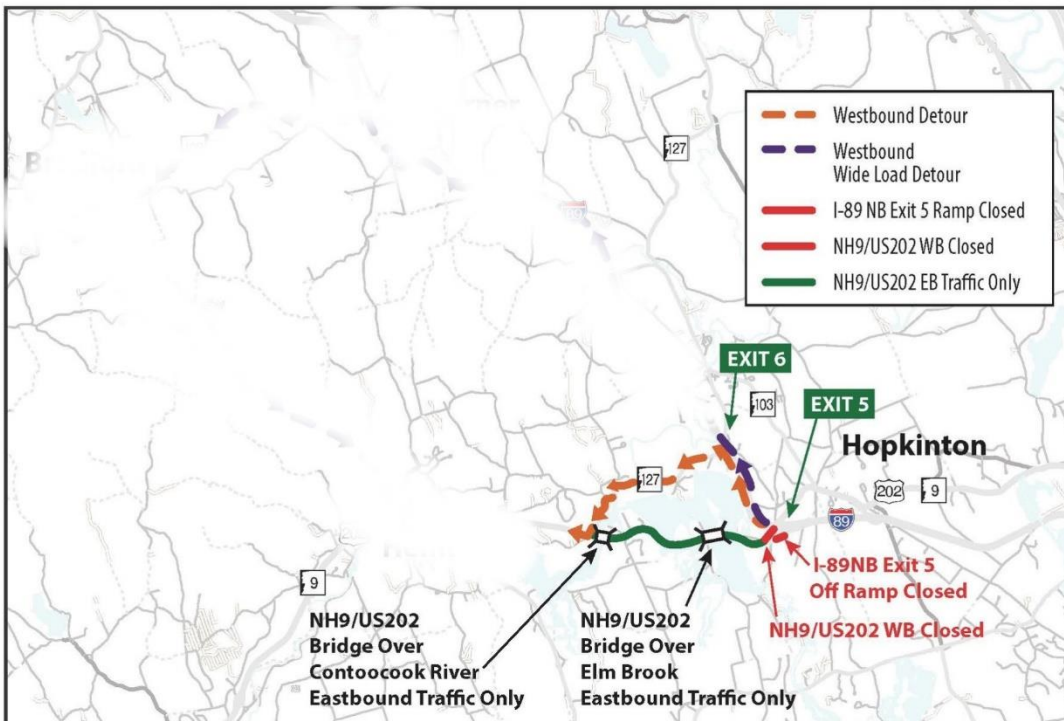 Westbound Detour
Westbound
Wide Load Detour
I-89 NB Exit 5 Ramp Closed
NH9/US202 WB Closed
NH9/US202 EB Traffic Only
127
89
EXIT 6
103
EXIT 5
Hopkinton
202
9
127
89
I-89NB Exit 5
Off Ramp Closed
NH9/US202 WB Closed
9
NH9/US202
Bridge Over
Contoocook River
Eastbound Traffic Only
NH9/US202
Bridge Over
Elm Brook
Eastbound Traffic Only